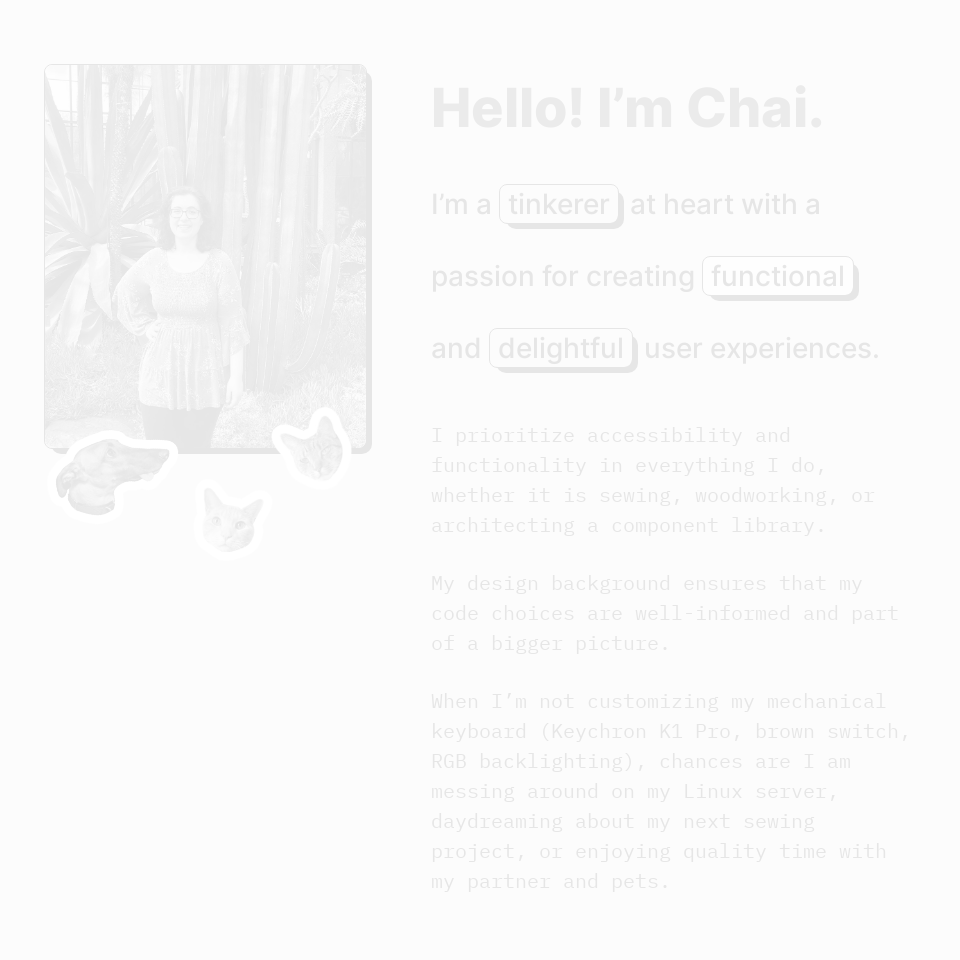 Hello! I’m Chai.
I’m a tinkerer at heart with a
passion for creating functional
and delightful user experiences.
I prioritize accessibility and
functionality in everything I do,
whether it is sewing, woodworking, or
architecting a component library.
My design background ensures that my
code choices are well-informed and part
of a bigger picture.
When I’m not customizing my mechanical
keyboard (Keychron K1 Pro, brown switch,
RGB backlighting), chances are I am
messing around on my Linux server,
daydreaming about my next sewing
project, or enjoying quality time with
my partner and pets.